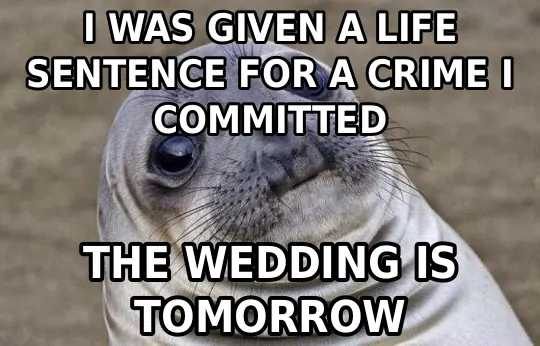 I WAS GIVEN A LIFE
SENTENCE FOR A CRIME I
COMMITTED
THE WEDDING IS
TOMORROW